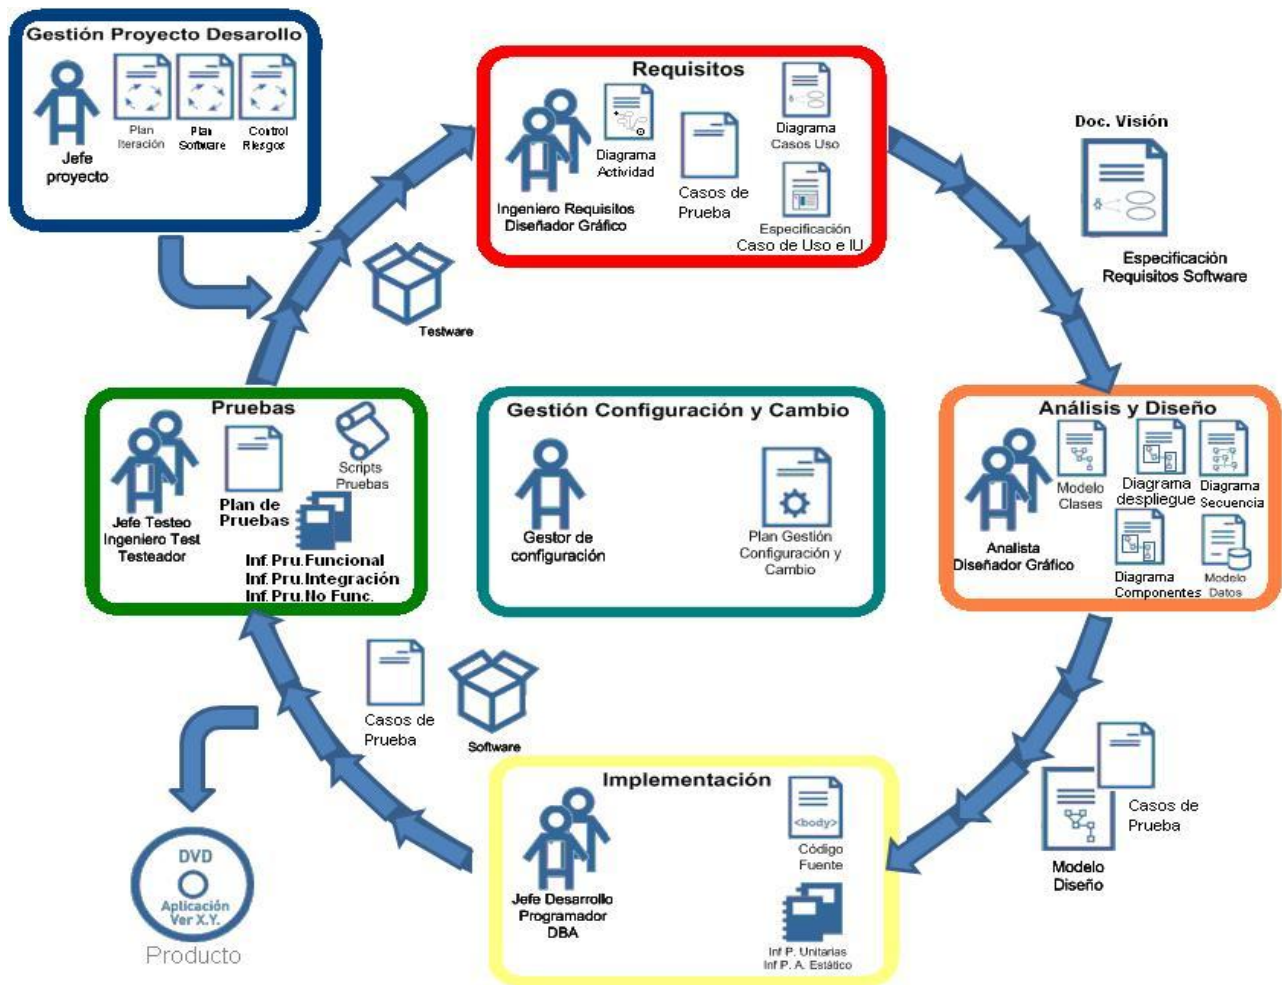 Gestión Proyecto Desarollo
Jefe
proyecto
Plan
Iteración
Plan
Software
Control
Riesgos
Requisitos
Ingeniero Requisitos
Diseñador Gráfico
Diagrama
Actividad
Casos de
Prueba
Diagrama
Casos Uso
Especificación
Caso de Uso e IU
Doc. Visión
Especificación
Requisitos Software
Testware
Pruebas
Jefe Testeo
Ingeniero Test
Testeador
Plan de
Pruebas
Scripts
Pruebas
Inf. Pru.Funcional
Inf. Pru.Integración
Inf. Pru.No Func.
Gestión Configuración y Cambio
Gestor de
configuración
Plan Gestión
Configuración y
Cambio
Análisis y Diseño
Analista
Diseñador Gráfico
Modelo
Clases
Diagrama
despliegue
Diagrama
Secuencia
Diagrama
Componentes
Modelo
Datos
Casos de
Prueba
Software
Casos de
Prueba
Modelo
Diseño
Implementación
Jefe Desarrollo
Programador
DBA
<body>
Código
Fuente
Inf P. Unitarias
Inf P. A. Estático
DVD
Aplicación
Ver X.Y.
Producto